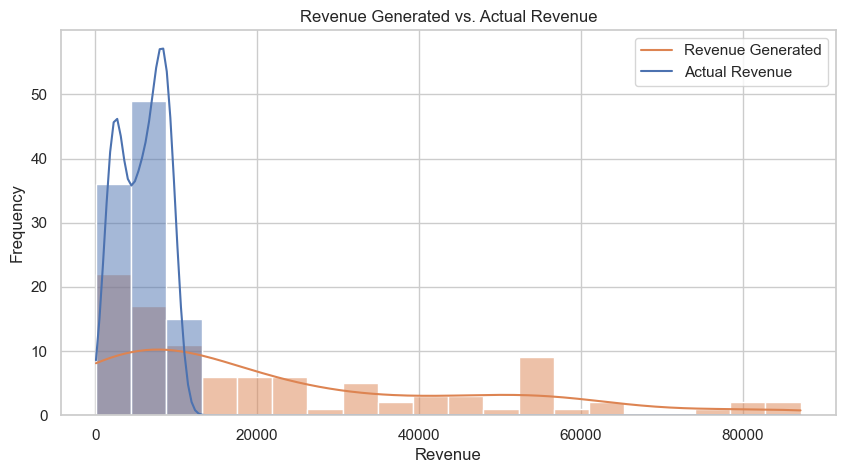 Revenue Generated vs. Actual Revenue
Revenue Generated
Actual Revenue
Frequency
50
40
30
20
10
0
0 20000 40000 60000 80000
Revenue